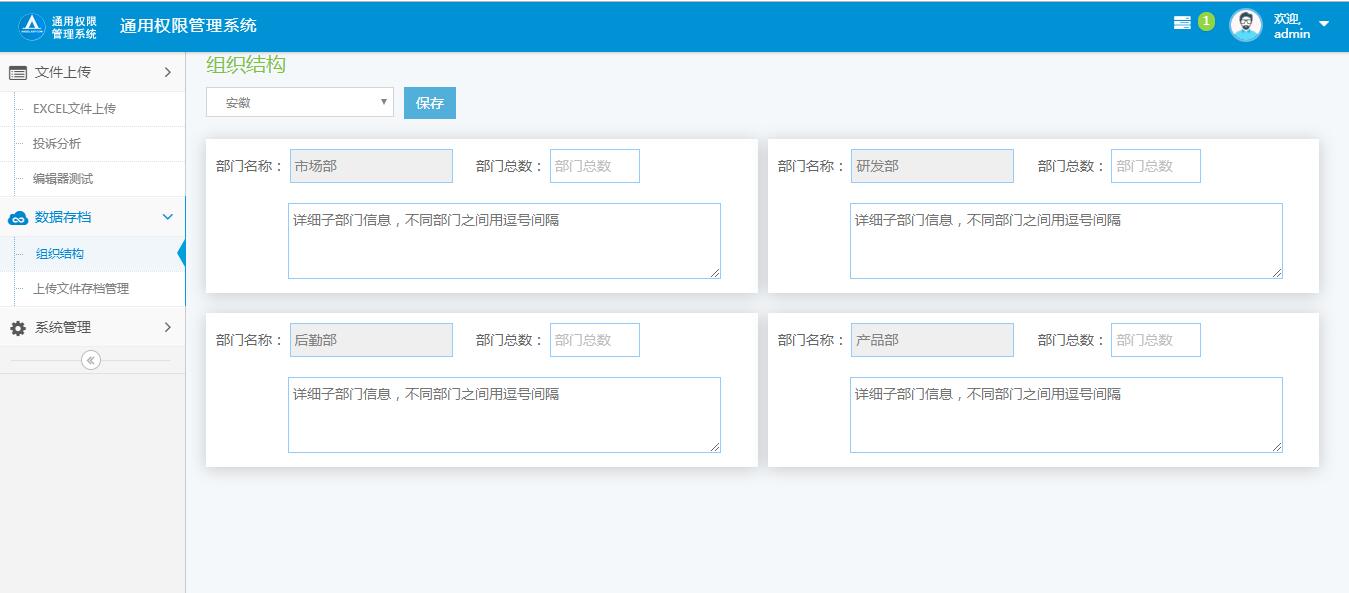 通用权限
管理系统
通用权限管理系统
1
欢迎,
admin
文件上传
EXCEL文件上传
投诉分析
编辑器测试
数据存档
组织结构
上传文件存档管理
系统管理
组织结构
安徽
保存
部门名称： 市场部 部门总数： 部门总数
详细子部门信息，不同部门之间用逗号间隔
部门名称： 研发部 部门总数： 部门总数
详细子部门信息，不同部门之间用逗号间隔
部门名称： 后勤部 部门总数： 部门总数
详细子部门信息，不同部门之间用逗号间隔
部门名称： 产品部 部门总数： 部门总数
详细子部门信息，不同部门之间用逗号间隔